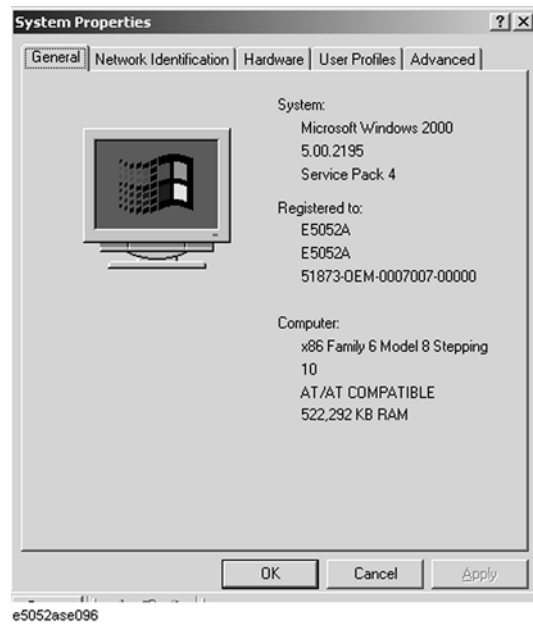 System Properties
General Network Identification Hardware User Profiles Advanced
System:
Microsoft Windows 2000
5.00.2195
Service Pack 4
Registered to:
E5052A
E5052A
51873-OEM-0007007-00000
Computer:
x86 Family 6 Model 8 Stepping
10
AT/AT COMPATIBLE
522,292 KB RAM
OK Cancel Apply
e5052ase096